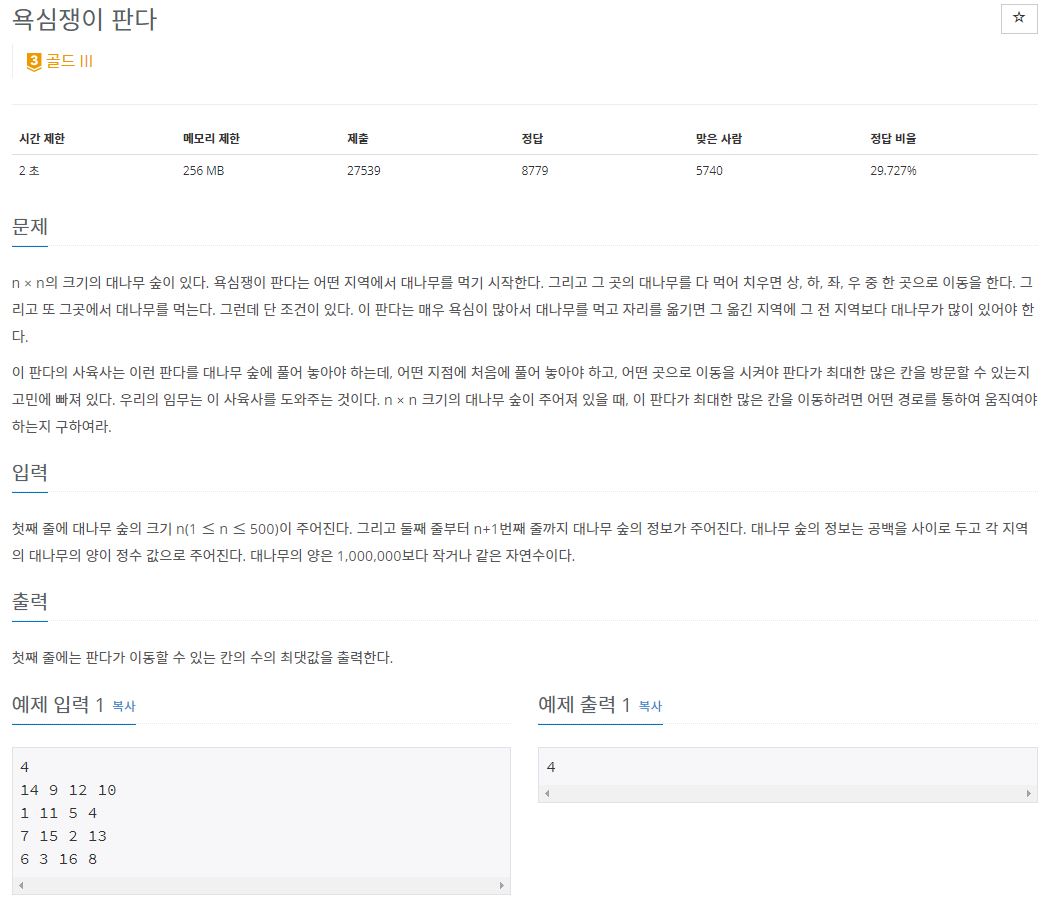 욕심쟁이 판다
☆
3 골드 III
시간 제한 메모리 제한 제출 정답 맞은 사람 정답 비율
2 초 256 MB 27539 8779 5740 29.727%
문제
n × n의 크기의 대나무 숲이 있다. 욕심쟁이 판다는 어떤 지역에서 대나무를 먹기 시작한다. 그리고 그 곳의 대나무를 다 먹어 치우면 상, 하, 좌, 우 중 한 곳으로 이동을 한다. 그
리고 또 그곳에서 대나무를 먹는다. 그런데 단 조건이 있다. 이 판다는 매우 욕심이 많아서 대나무를 먹고 자리를 옮기면 그 옮긴 지역에 그 전 지역보다 대나무가 많이 있어야 한
다.
이 판다의 사육사는 이런 판다를 대나무 숲에 풀어 놓아야 하는데, 어떤 지점에 처음에 풀어 놓아야 하고, 어떤 곳으로 이동을 시켜야 판다가 최대한 많은 칸을 방문할 수 있는지
고민에 빠져 있다. 우리의 임무는 이 사육사를 도와주는 것이다. n × n 크기의 대나무 숲이 주어져 있을 때, 이 판다가 최대한 많은 칸을 이동하려면 어떤 경로를 통하여 움직여야
하는지 구하여라.
입력
첫째 줄에 대나무 숲의 크기 n(1 ≤ n ≤ 500)이 주어진다. 그리고 둘째 줄부터 n+1번째 줄까지 대나무 숲의 정보가 주어진다. 대나무 숲의 정보는 공백을 사이로 두고 각 지역
의 대나무의 양이 정수 값으로 주어진다. 대나무의 양은 1,000,000보다 작거나 같은 자연수이다.
출력
첫째 줄에는 판다가 이동할 수 있는 칸의 수의 최댓값을 출력한다.
예제 입력 1 복사
4
14 9 12 10
1 11 5 4
7 15 2 13
6 3 16 8
예제 출력 1 복사
4